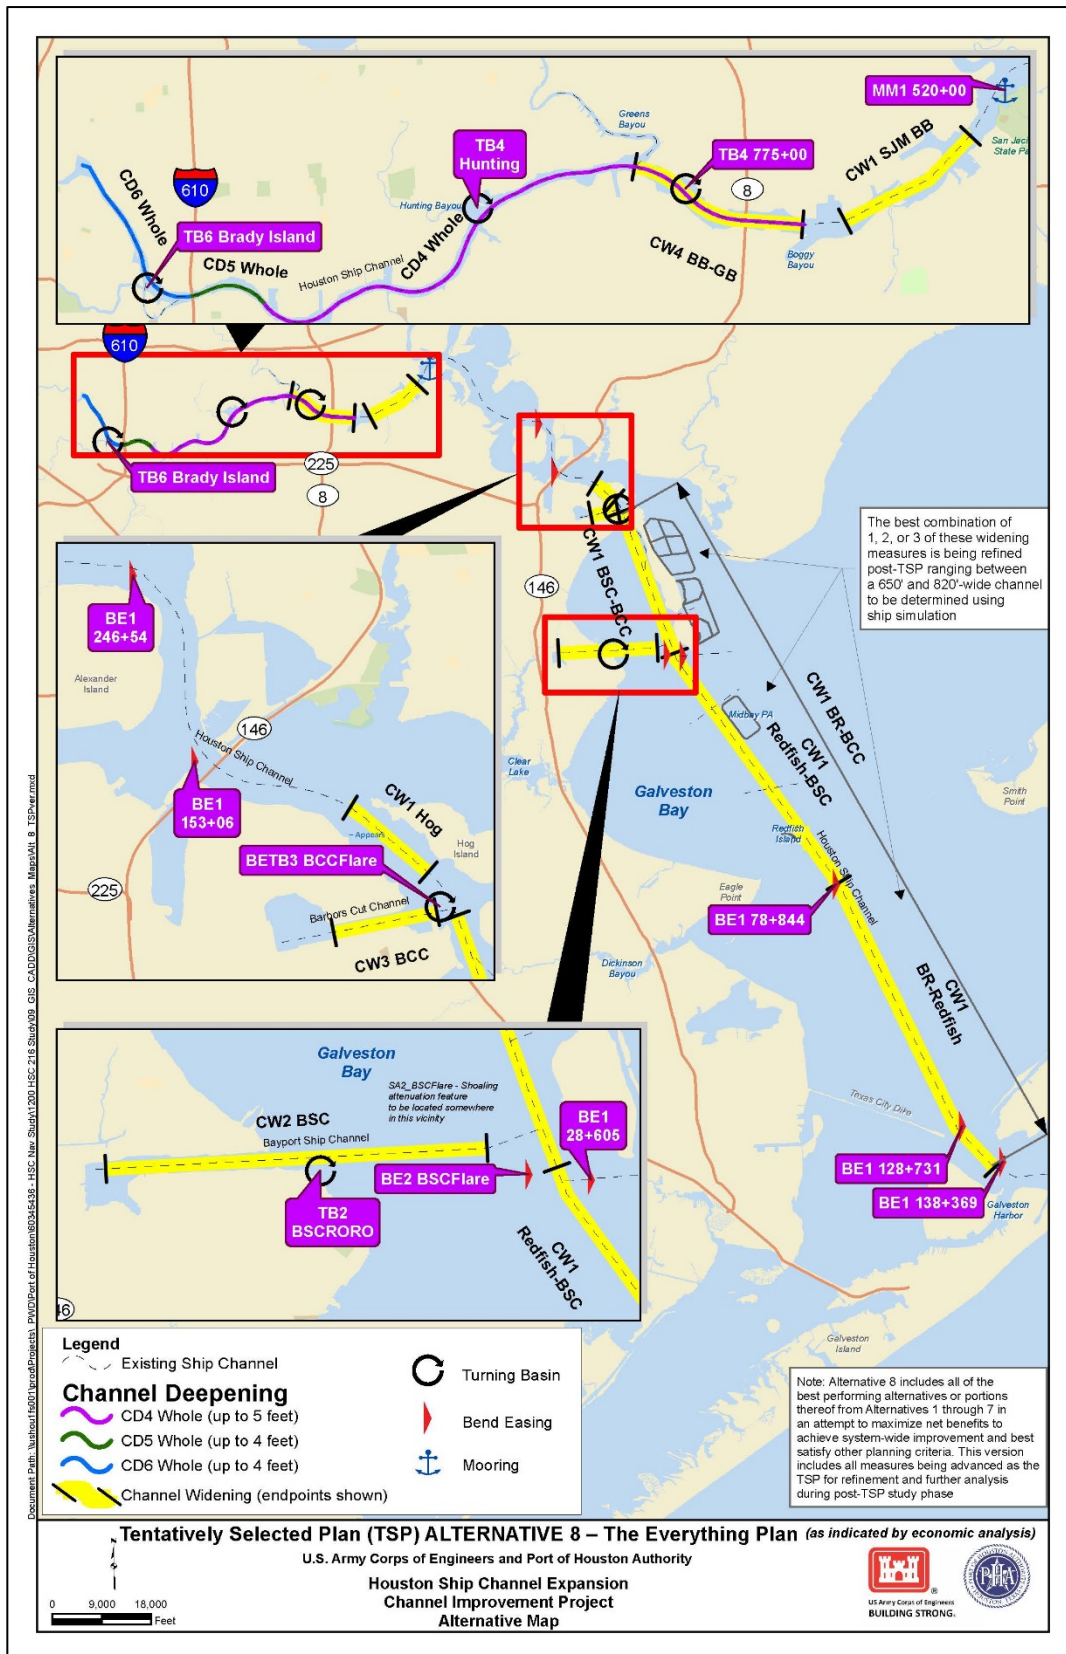 MM1 520+00
San Jaci
State Pa
Greens
Bayou
TB4
Hunting
TB4 775+00
8
CW1 SJM BB
610
CD6 Whole
Hunting Bayou
TB6 Brady Island
CD5 Whole
Houston Ship Channel
CD4 Whole
CW4 BB-GB
Boggy
Bayou
610
TB6 Brady Island
225
8
146
CW1 BSC-BCC
The best combination of
1, 2, or 3 of these widening
measures is being refined
post-TSP ranging between
a 650' and 820'-wide channel
to be determined using
ship simulation
BE1
246+54
Alexander
Island
146
Houston Ship Channel
BE1
153+06
CW1 Hog
Hog
Island
BETB3 BCCFlare
225
Barbors Cut Channel
CW3 BCC
Midbay PA
CW1 BR-BCC
CW1
Redfish-BSC
Clear
Lake
Galveston
Bay
Smith
Point
Redfish
Island
Houston Ship Channel
Eagle
Point
BE1 78+844
Dickinson
Bayou
CW1
BR-Redfish
Texas City Dike
BE1 128+731
BE1 138+369
Galveston
Harbor
Galveston
Bay
SA2_BSCFlare - Shoaling
attenuation feature
to be located somewhere
in this vicinity
CW2 BSC
Bayport Ship Channel
BE1
28+605
BE2 BSCFlare
TB2
BSCRORO
CW1
Redfish-BSC
46
Galveston
Island
Legend
Existing Ship Channel
Channel Deepening
CD4 Whole (up to 5 feet)
CD5 Whole (up to 4 feet)
CD6 Whole (up to 4 feet)
Channel Widening (endpoints shown)
Turning Basin
Bend Easing
Mooring
Note: Alternative 8 includes all of the
best performing alternatives or portions
thereof from Alternatives 1 through 7 in
an attempt to maximize net benefits to
achieve system-wide improvement and best
satisfy other planning criteria. This version
includes all measures being advanced as the
TSP for refinement and further analysis
during post-TSP study phase
Tentatively Selected Plan (TSP) ALTERNATIVE 8 – The Everything Plan (as indicated by economic analysis)
U.S. Army Corps of Engineers and Port of Houston Authority
Houston Ship Channel Expansion
Channel Improvement Project
Alternative Map
0 9,000 18,000
Feet
US Army Corps of Engineers
BUILDING STRONG®
PHA